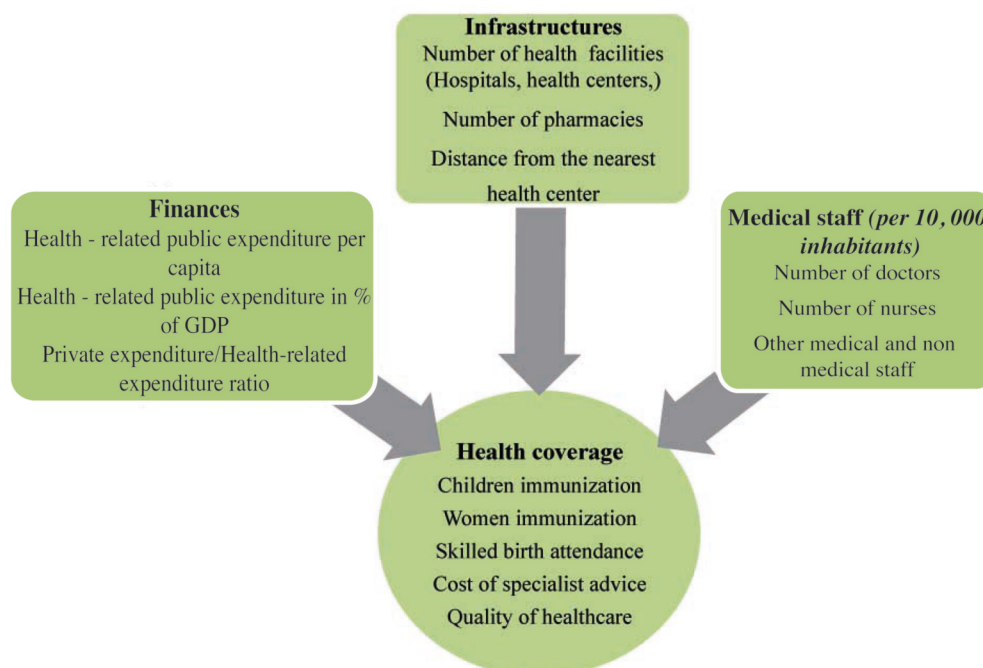 Infrastructures
Number of health facilities
(Hospitals, health centers,)
Number of pharmacies
Distance from the nearest
health center
Finances
Health - related public expenditure per
capita
Health - related public expenditure in %
of GDP
Private expenditure/Health-related
expenditure ratio
Medical staff (per 10,000
inhabitants)
Number of doctors
Number of nurses
Other medical and non
medical staff
Health coverage
Children immunization
Women immunization
Skilled birth attendance
Cost of specialist advice
Quality of healthcare